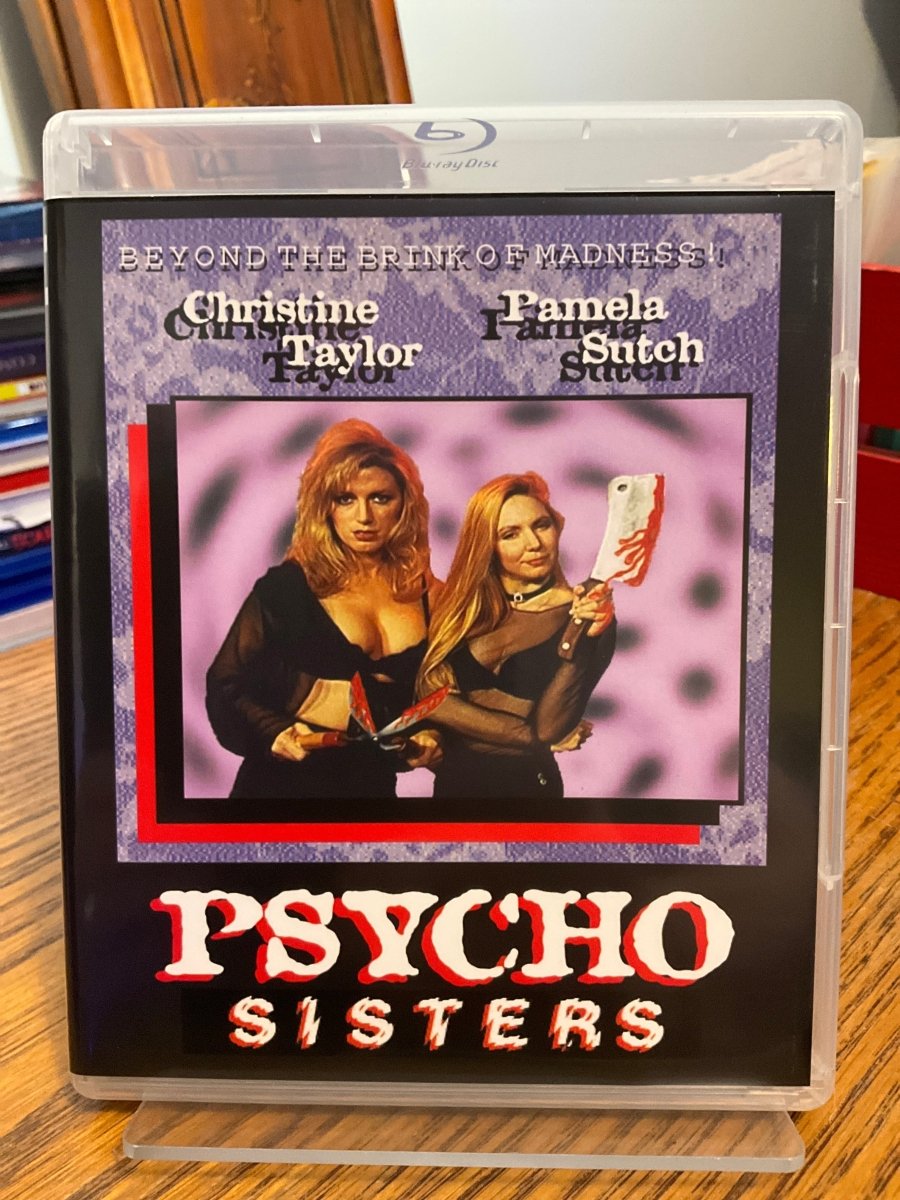 Blu-ray Disc
BEYOND THE BRINK OF MADNESS!
Christine
Taylor
Pamela
Sutch
PSYCHO
SISTERS